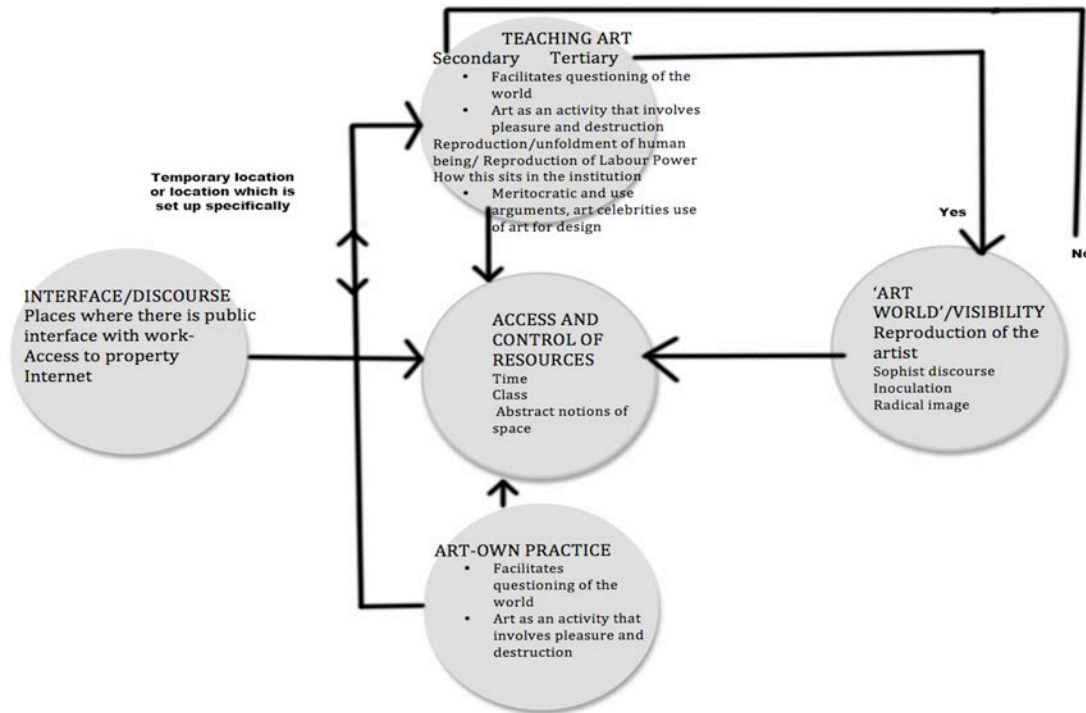 TEACHING ART
Secondary Tertiary
• Facilitates questioning of the
world
• Art as an activity that involves
pleasure and destruction
Reproduction/unfoldment of human
being/ Reproduction of Labour Power
How this sits in the institution
• Meritocratic and use
arguments, art celebrities use
of art for design
Temporary location
or location which is
set up specifically
Yes
INTERFACE/DISCOURSE
Places where there is public
interface with work-
Access to property
Internet
ACCESS AND
CONTROL OF
RESOURCES
Time
Class
Abstract notions of
space
'ART
WORLD'/VISIBILITY
Reproduction of the
artist
Sophist discourse
Inoculation
Radical image
ART-OWN PRACTICE
• Facilitates
questioning of the
world
• Art as an activity that
involves pleasure and
destruction